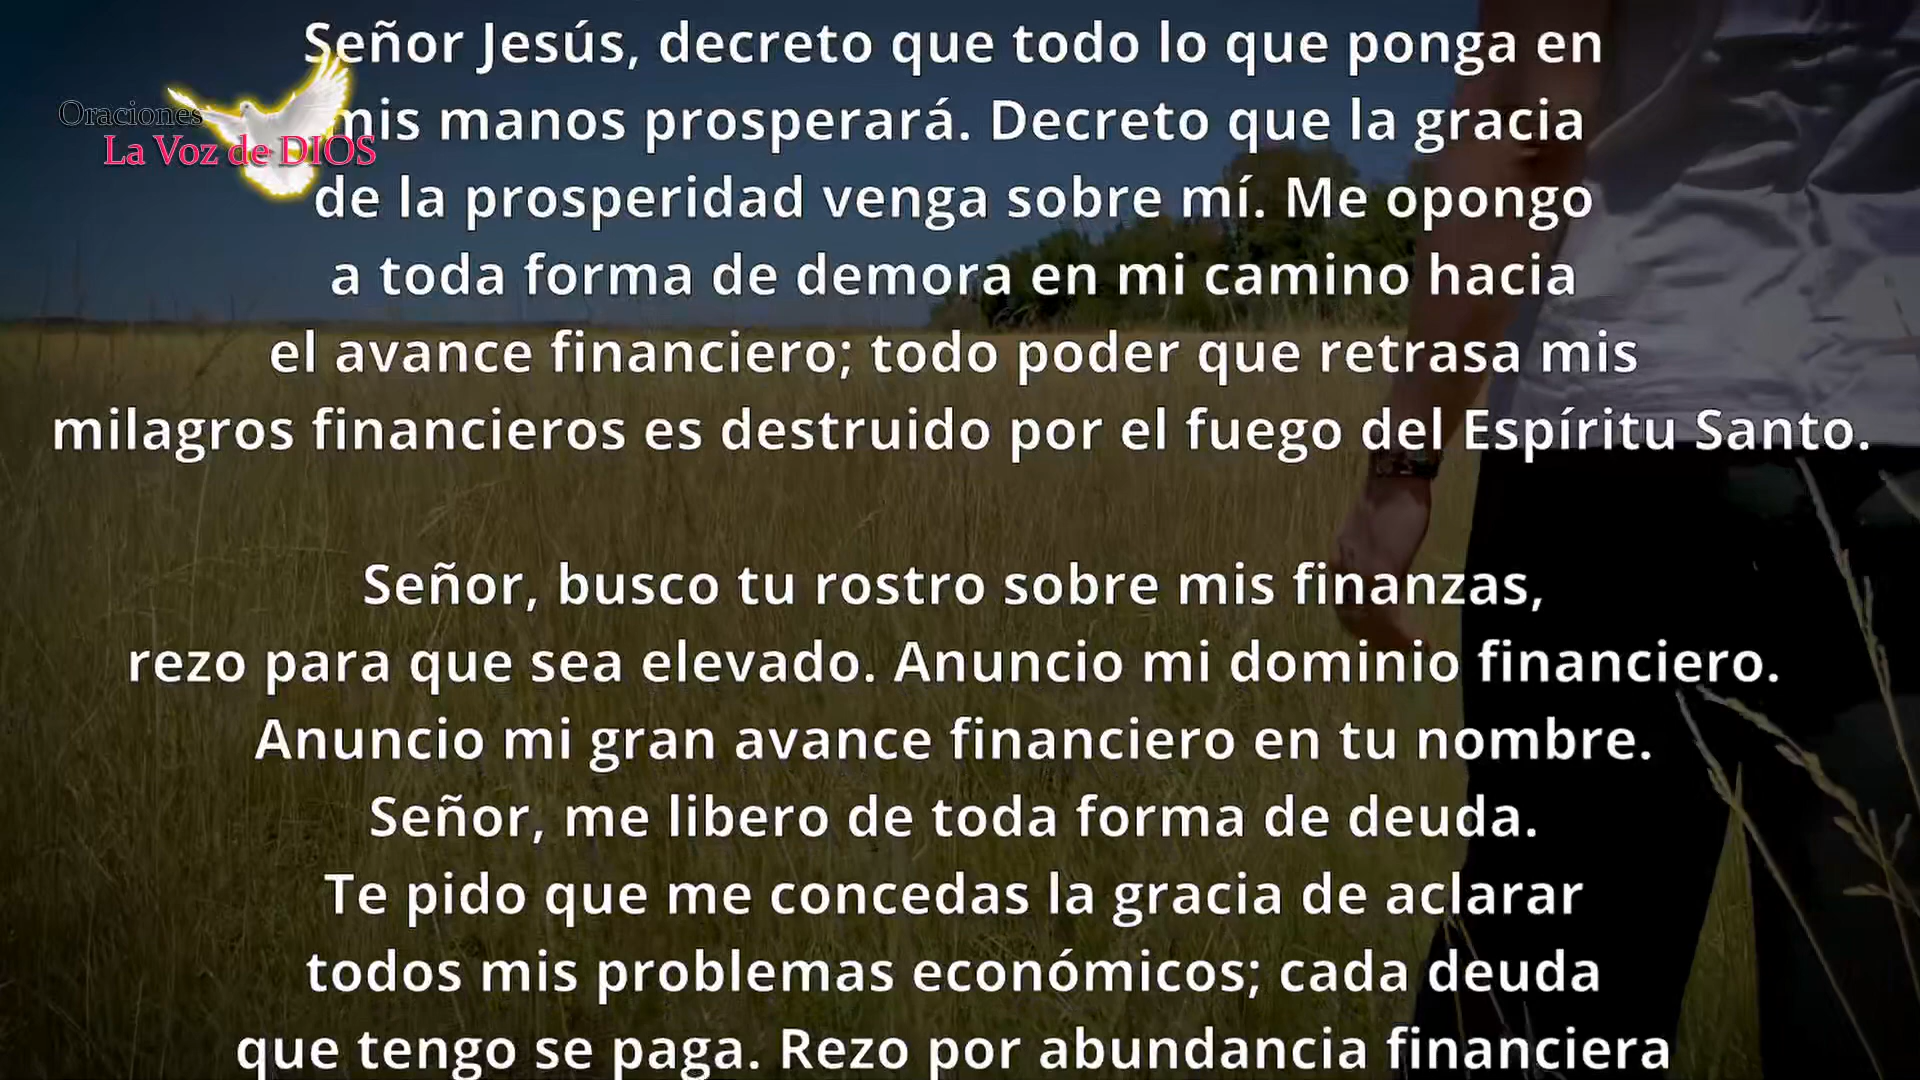 Señor Jesús, decreto que todo lo que ponga en
Oraciones
La Voz de DIOS
mis manos prosperará. Decreto que la gracia
de la prosperidad venga sobre mí. Me opongo
a toda forma de demora en mi camino hacia
el avance financiero; todo poder que retrasa mis
milagros financieros es destruido por el fuego del Espíritu Santo.
Señor, busco tu rostro sobre mis finanzas,
rezo para que sea elevado. Anuncio mi dominio financiero.
Anuncio mi gran avance financiero en tu nombre.
Señor, me libero de toda forma de deuda.
Te pido que me concedas la gracia de aclarar
todos mis problemas económicos; cada deuda
que tengo se paga. Rezo por abundancia financiera